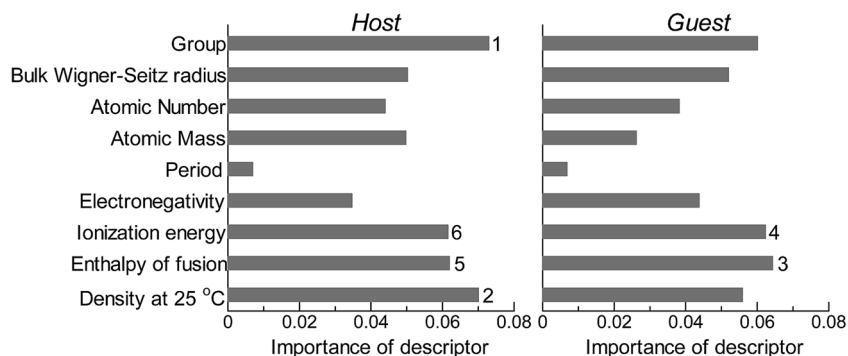 Host Guest
Group 1
Bulk Wigner-Seitz radius
Atomic Number
Atomic Mass
Period
Electronegativity
Ionization energy 6 4
Enthalpy of fusion 5 3
Density at 25 °C 2
0 0.02 0.04 0.06 0.08 0 0.02 0.04 0.06 0.08
Importance of descriptor Importance of descriptor